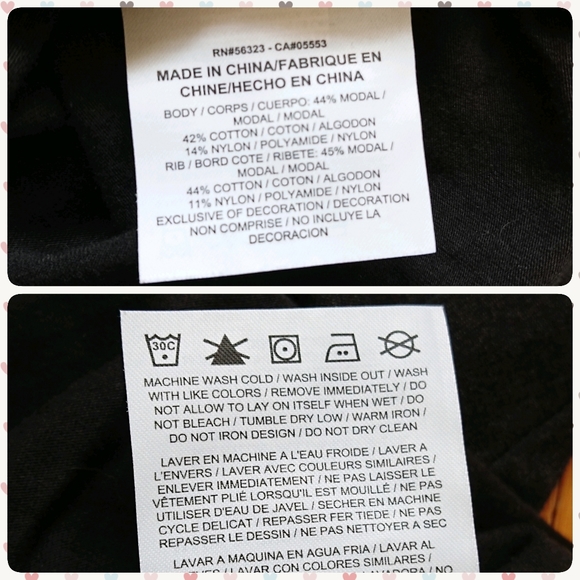 RN#56323 - CA#05553
MADE IN CHINA/FABRIQUE EN
CHINE/HECHO EN CHINA
BODY / CORPS / CUERPO: 44% MODAL /
MODAL / MODAL
42% COTTON / COTON / ALGODON
14% NYLON / POLYAMIDE / NYLON
RIB / BORD COTE / RIBETE: 45% MODAL /
MODAL / MODAL
44% COTTON / COTON / ALGODON
11% NYLON / POLYAMIDE / NYLON
EXCLUSIVE OF DECORATION / DECORATION
NON COMPRISE / NO INCLUYE LA
DECORACION
30C
MACHINE WASH COLD / WASH INSIDE OUT / WASH
WITH LIKE COLORS / REMOVE IMMEDIATELY / DO
NOT ALLOW TO LAY ON ITSELF WHEN WET / DO
NOT BLEACH / TUMBLE DRY LOW / WARM IRON /
DO NOT IRON DESIGN / DO NOT DRY CLEAN
LAVER EN MACHINE A L'EAU FROIDE / LAVER A
L'ENVERS / LAVER AVEC COULEURS SIMILAIRES /
ENLEVER IMMEDIATEMENT / NE PAS LAISSER LE
VÊTEMENT PLIÉ LORSQU'IL EST MOUILLÉ / NE PAS
UTILISER D'EAU DE JAVEL / SECHER EN MACHINE
CYCLE DELICAT / REPASSER FER TIEDE / NE PAS
REPASSER LE DESSIN / NE PAS NETTOYER A SEC
LAVAR A MAQUINA EN AGUA FRIA / LAVAR AL
/ LAVAR CON COLORES SIMILARES /
/ NO